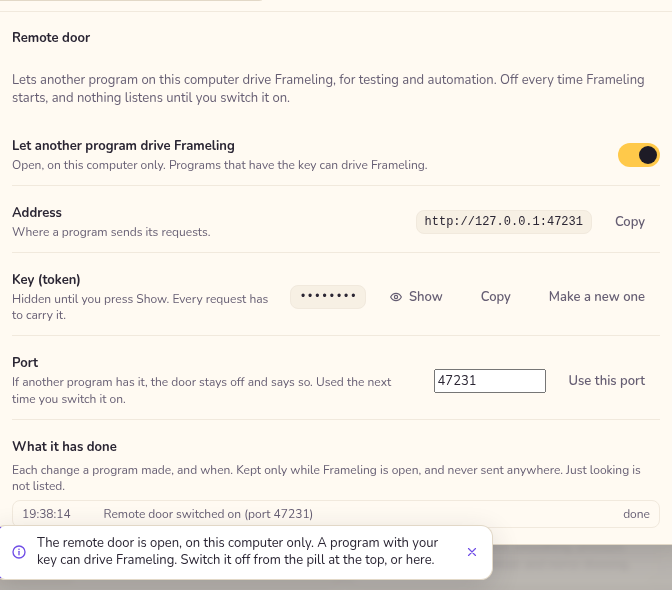 Remote door
Lets another program on this computer drive Frameling, for testing and automation. Off every time Frameling
starts, and nothing listens until you switch it on.
Let another program drive Frameling
Open, on this computer only. Programs that have the key can drive Frameling.
Address
Where a program sends its requests.
http://127.0.0.1:47231
Copy
Key (token)
Hidden until you press Show. Every request has
to carry it.
••••••••
Show
Copy
Make a new one
Port
If another program has it, the door stays off and says so. Used the next
time you switch it on.
47231
Use this port
What it has done
Each change a program made, and when. Kept only while Frameling is open, and never sent anywhere. Just looking is
not listed.
19:38:14 Remote door switched on (port 47231) done
The remote door is open, on this computer only. A program with your
key can drive Frameling. Switch it off from the pill at the top, or here.